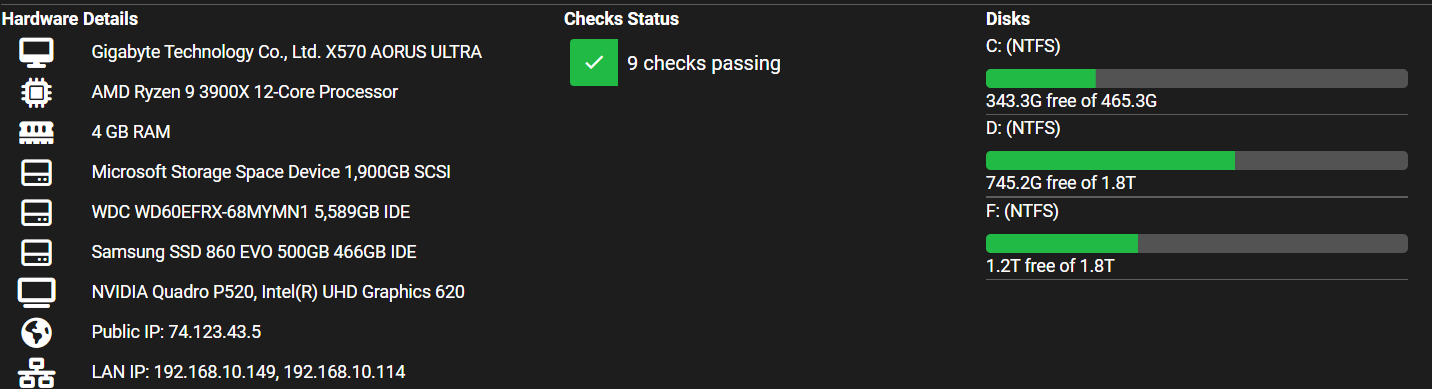 Hardware Details
Gigabyte Technology Co., Ltd. X570 AORUS ULTRA
AMD Ryzen 9 3900X 12-Core Processor
4 GB RAM
Microsoft Storage Space Device 1,900GB SCSI
WDC WD60EFRX-68MYMN1 5,589GB IDE
Samsung SSD 860 EVO 500GB 466GB IDE
NVIDIA Quadro P520, Intel(R) UHD Graphics 620
Public IP: 74.123.43.5
LAN IP: 192.168.10.149, 192.168.10.114
Checks Status
9 checks passing
Disks
C: (NTFS)
343.3G free of 465.3G
D: (NTFS)
745.2G free of 1.8T
F: (NTFS)
1.2T free of 1.8T